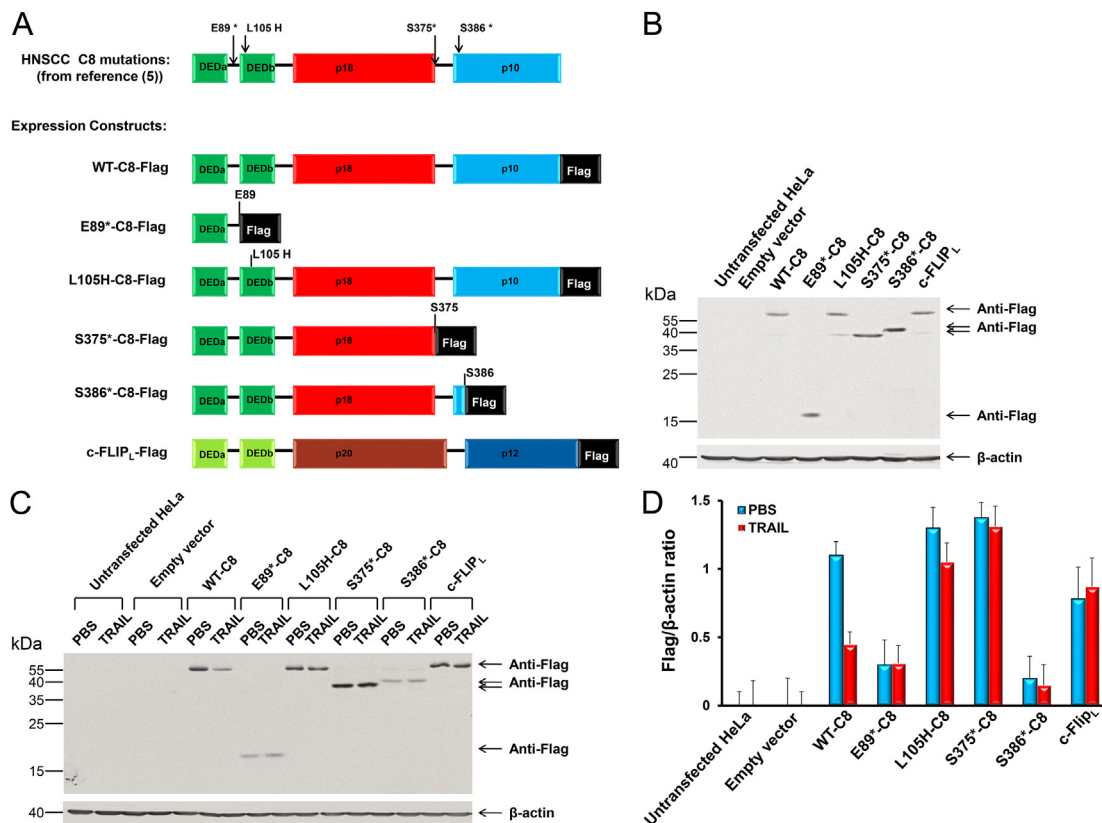 A
E89 *
L105 H
S375*
S386 *
HNSCC C8 mutations:
(from reference (5))
DEDa
DEDb
p18
p10
Expression Constructs:
WT-C8-Flag
DEDa
DEDb
p18
p10
Flag
E89
E89*-C8-Flag
DEDa
Flag
L105 H
L105H-C8-Flag
DEDa
DEDb
p18
p10
Flag
S375
S375*-C8-Flag
DEDa
DEDb
p18
Flag
S386
S386*-C8-Flag
DEDa
DEDb
p18
Flag
c-FLIPL-Flag
DEDa
DEDb
p20
p12
Flag
B
Untransfected HeLa
Empty vector
WT-C8
E89*-C8
L105H-C8
S375*-C8
S386*-C8
c-FLIPL
kDa
55
40
35
25
15
40
Anti-Flag
Anti-Flag
Anti-Flag
β-actin
C
Untransfected HeLa
Empty vector
WT-C8
E89*-C8
L105H-C8
S375*-C8
S386*-C8
c-FLIPL
PBS
TRAIL
PBS
TRAIL
PBS
TRAIL
PBS
TRAIL
PBS
TRAIL
PBS
TRAIL
PBS
TRAIL
PBS
TRAIL
kDa
55
40
35
25
15
40
Anti-Flag
Anti-Flag
Anti-Flag
β-actin
D
PBS
TRAIL
Flag/β-actin ratio
1.5
1
0.5
0
Untransfected HeLa
Empty vector
WT-C8
E89*-C8
L105H-C8
S375*-C8
S386*-C8
c-FlipL